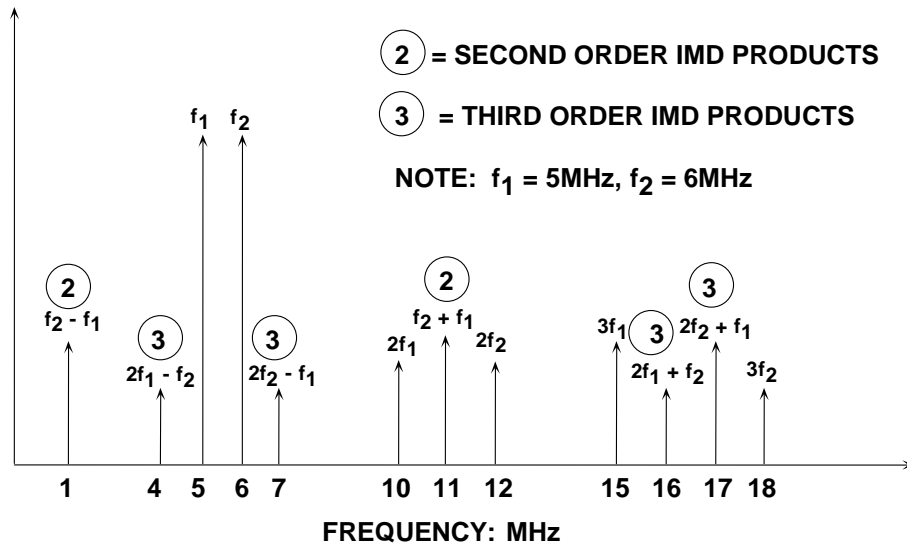 2 = SECOND ORDER IMD PRODUCTS
3 = THIRD ORDER IMD PRODUCTS
NOTE: f1 = 5MHz, f2 = 6MHz
f1
f2
2
f2 - f1
3
2f1 - f2
3
2f2 - f1
2f1
2
f2 + f1
2f2
3f1
3
2f1 + f2
3
2f2 + f1
3f2
1 4 5 6 7 10 11 12 15 16 17 18
FREQUENCY: MHz